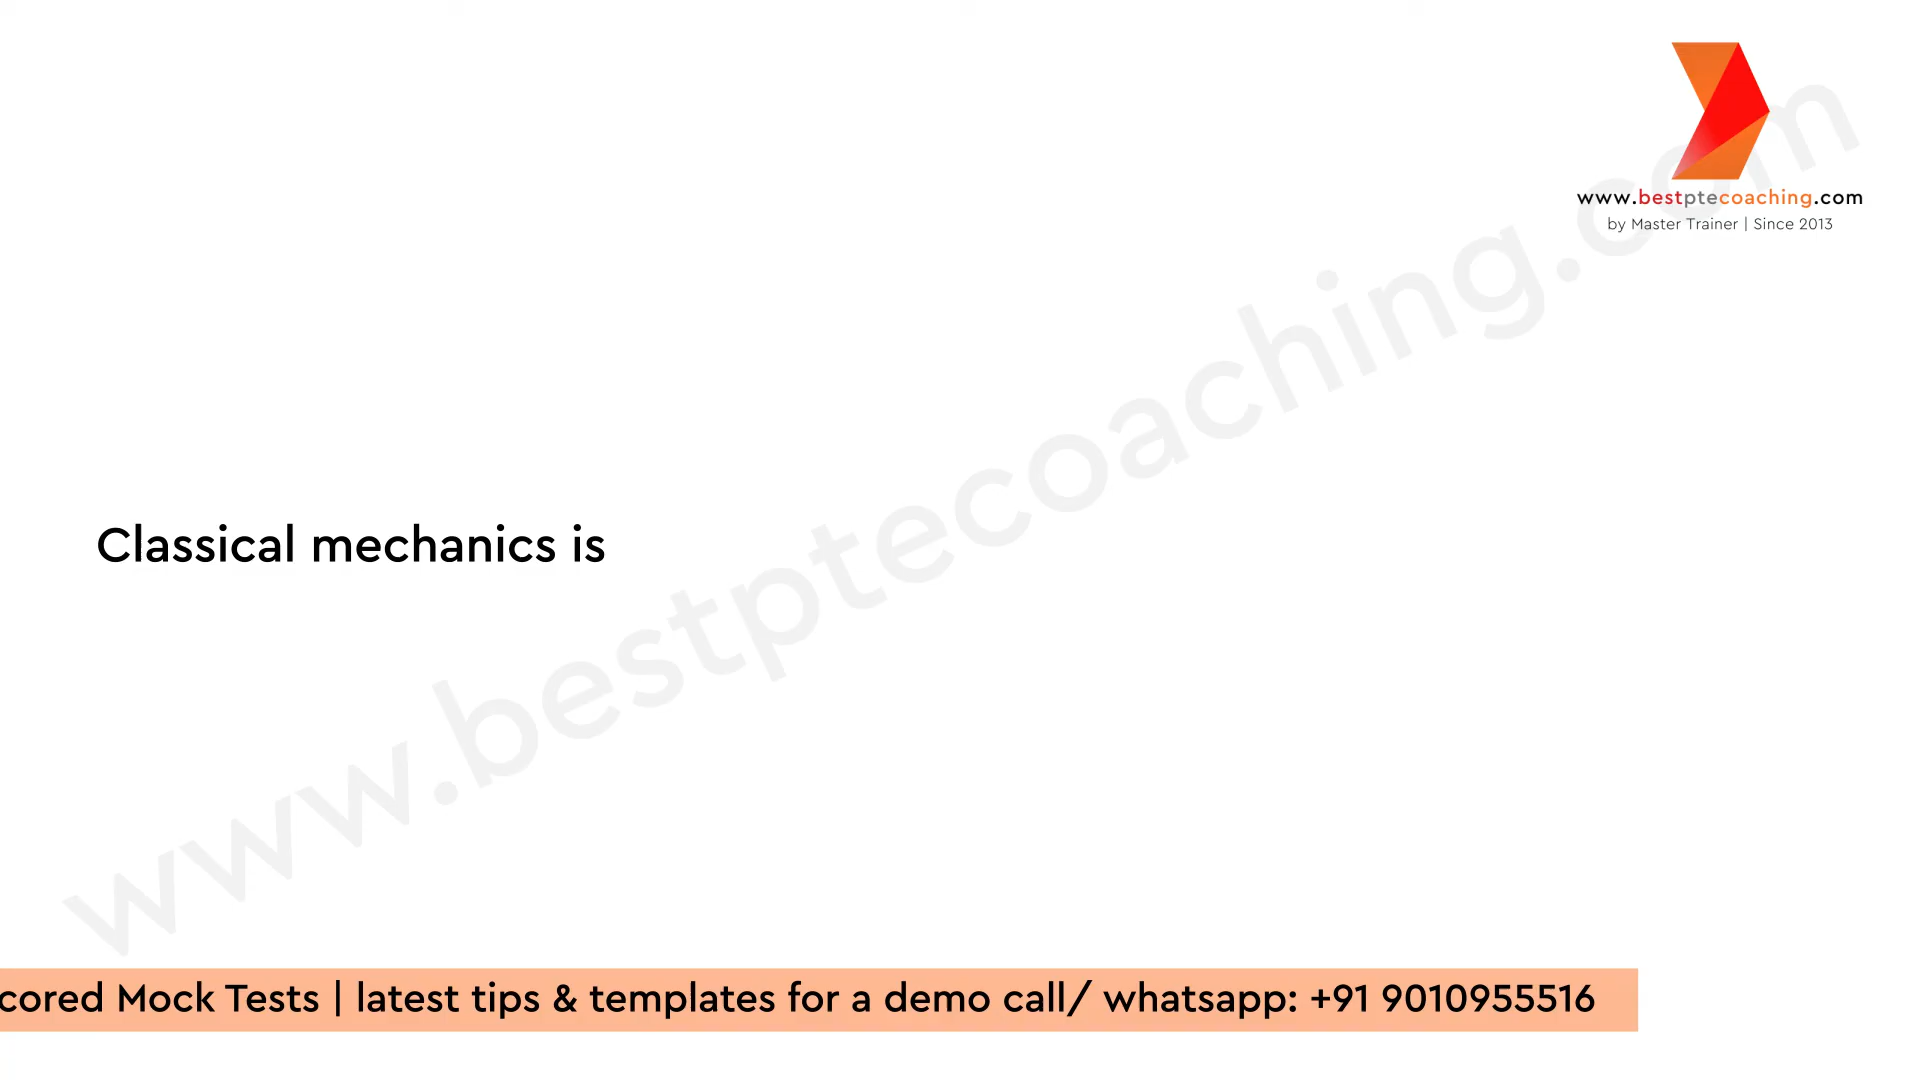 www.bestptecoaching.com
by Master Trainer | Since 2013
www.bestptecoaching.com
Classical mechanics is
cored Mock Tests | latest tips & templates for a demo call/ whatsapp: +91 9010955516